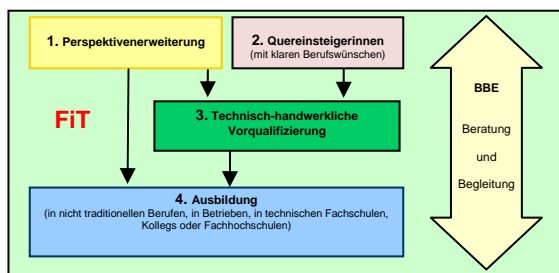 1. Perspektivenerweiterung
2. Quereinsteigerinnen
(mit klaren Berufswünschen)
3. Technisch-handwerkliche
Vorqualifizierung
FiT
4. Ausbildung
(in nicht traditionellen Berufen, in Betrieben, in technischen Fachschulen,
Kollegs oder Fachhochschulen)
BBE
Beratung
und
Begleitung